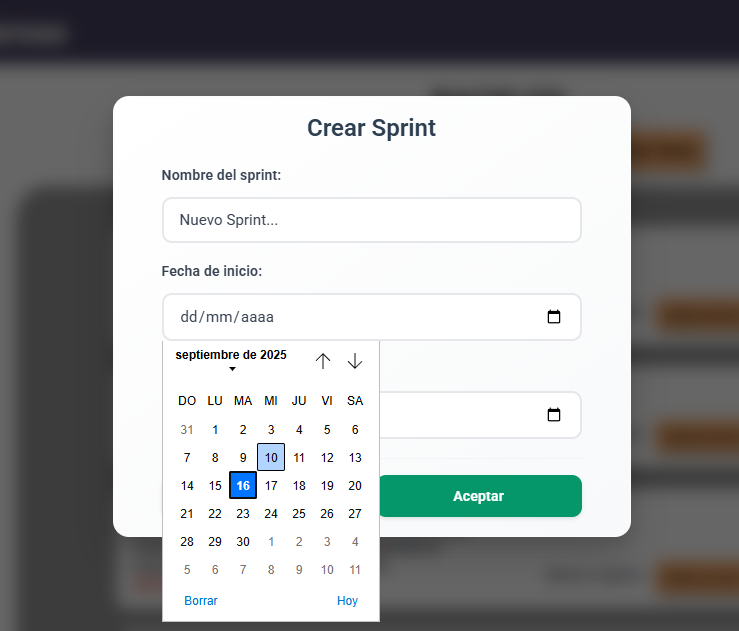 Crear Sprint
Nombre del sprint:
Nuevo Sprint...
Fecha de inicio:
dd/mm/aaaa
septiembre de 2025
DO LU MA MI JU VI SA
31 1 2 3 4 5 6
7 8 9 10 11 12 13
14 15 16 17 18 19 20
21 22 23 24 25 26 27
28 29 30 1 2 3 4
5 6 7 8 9 10 11
Borrar Hoy
Aceptar